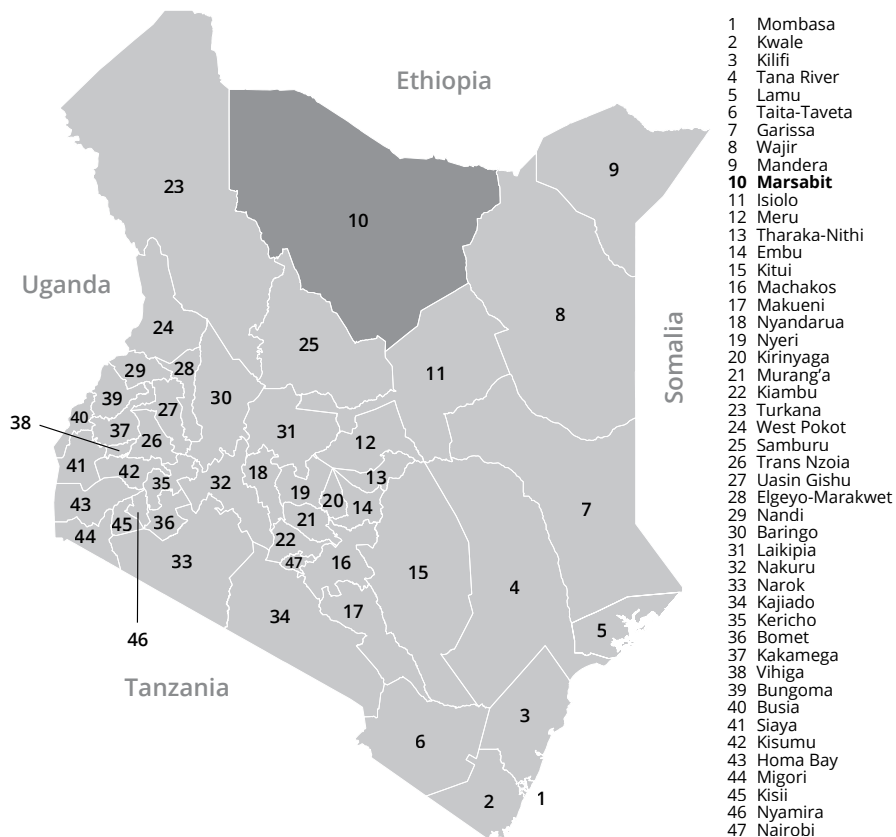 Ethiopia
Uganda
Somalia
Tanzania
23
10
9
8
24
25
11
29
28
30
39
27
40
38
37
26
31
12
41
42
35
32
18
19
20
13
14
43
45
36
21
7
44
22
47
16
33
15
4
46
34
17
5
6
3
2
1
1 Mombasa
2 Kwale
3 Kilifi
4 Tana River
5 Lamu
6 Taita-Taveta
7 Garissa
8 Wajir
9 Mandera
10 Marsabit
11 Isiolo
12 Meru
13 Tharaka-Nithi
14 Embu
15 Kitui
16 Machakos
17 Makueni
18 Nyandarua
19 Nyeri
20 Kirinyaga
21 Murang'a
22 Kiambu
23 Turkana
24 West Pokot
25 Samburu
26 Trans Nzoia
27 Uasin Gishu
28 Elgeyo-Marakwet
29 Nandi
30 Baringo
31 Laikipia
32 Nakuru
33 Narok
34 Kajiado
35 Kericho
36 Bomet
37 Kakamega
38 Vihiga
39 Bungoma
40 Busia
41 Siaya
42 Kisumu
43 Homa Bay
44 Migori
45 Kisii
46 Nyamira
47 Nairobi